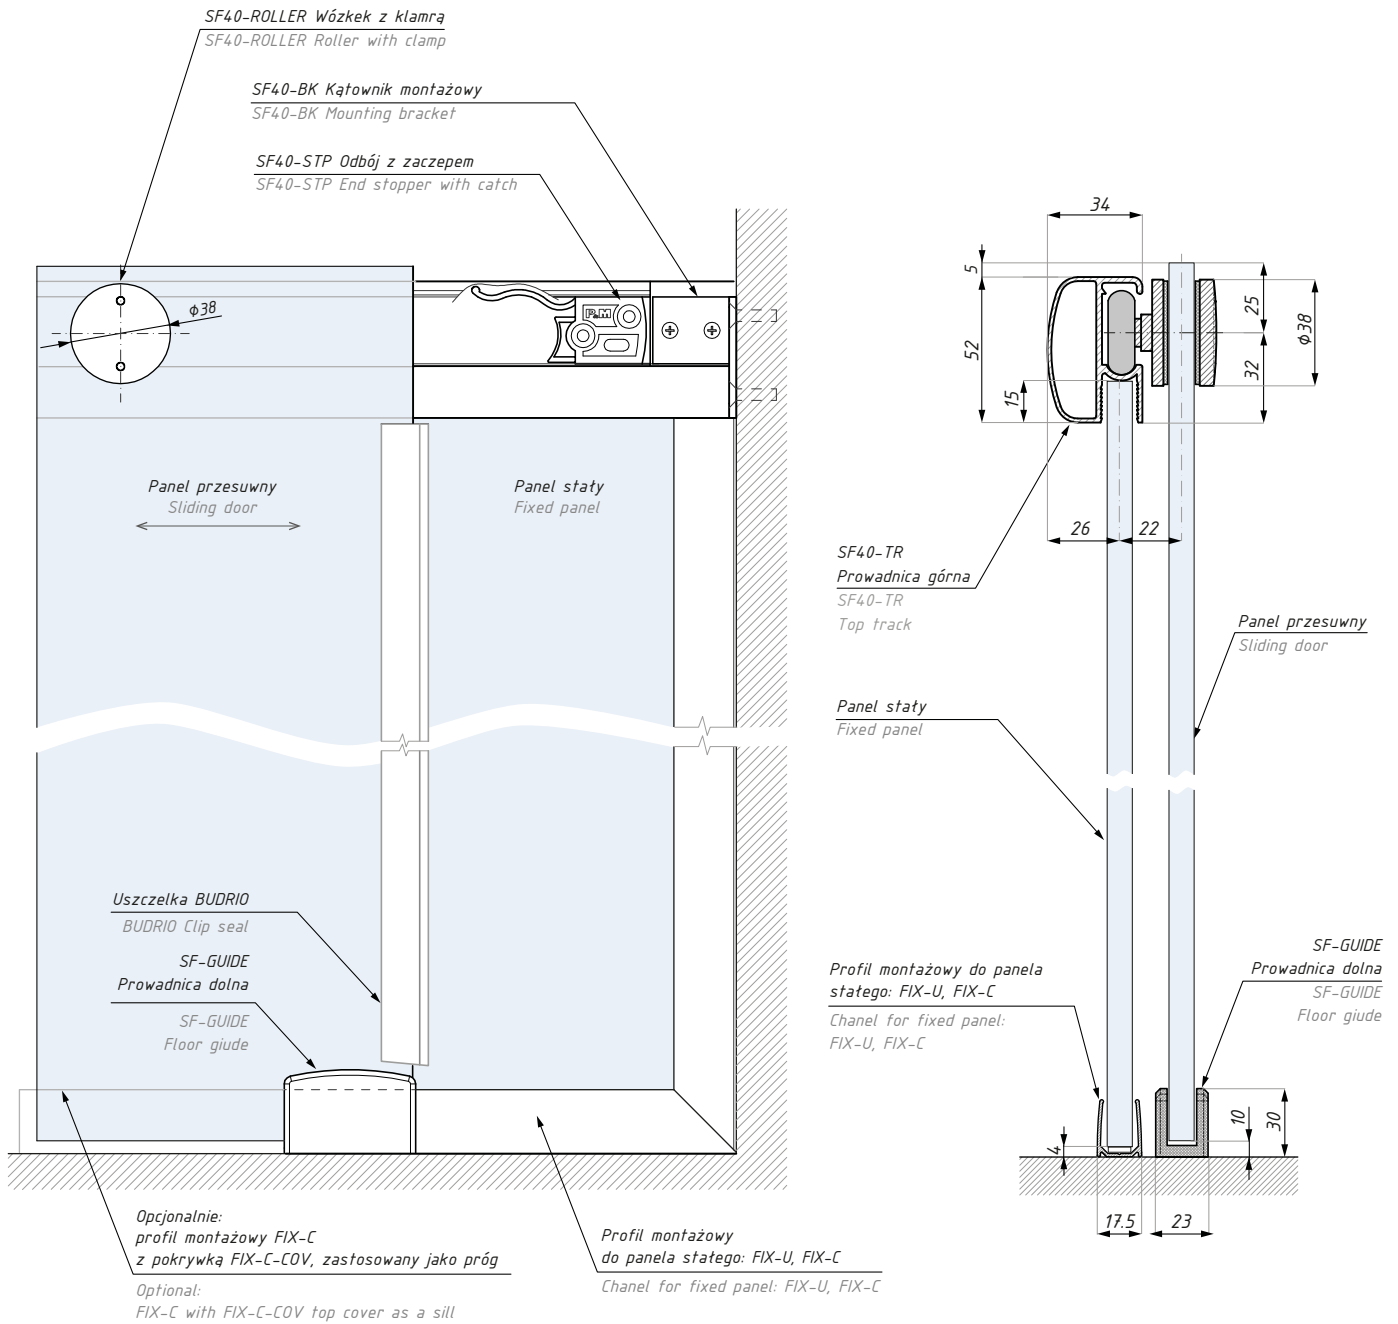 SF40-ROLLER Wózkek z klamrą
SF40-ROLLER Roller with clamp
SF40-BK Kątownik montażowy
SF40-BK Mounting bracket
SF40-STP Odbój z zaczepem
SF40-STP End stopper with catch
ϕ38
P&M
Panel przesuwny
Sliding door
Panel stały
Fixed panel
Uszczelka BUDRIO
BUDRIO Clip seal
SF-GUIDE
Prowadnica dolna
SF-GUIDE
Floor giude
Opcjonalnie:
profil montażowy FIX-C
z pokrywką FIX-C-COV, zastosowany jako próg
Optional:
FIX-C with FIX-C-COV top cover as a sill
Profil montażowy
do panela stałego: FIX-U, FIX-C
Chanel for fixed panel: FIX-U, FIX-C
34
5
52
15
25
32
ϕ38
26
22
SF40-TR
Prowadnica górna
SF40-TR
Top track
Panel przesuwny
Sliding door
Panel stały
Fixed panel
Profil montażowy do panela
stałego: FIX-U, FIX-C
Chanel for fixed panel:
FIX-U, FIX-C
SF-GUIDE
Prowadnica dolna
SF-GUIDE
Floor giude
4
10
30
17.5
23